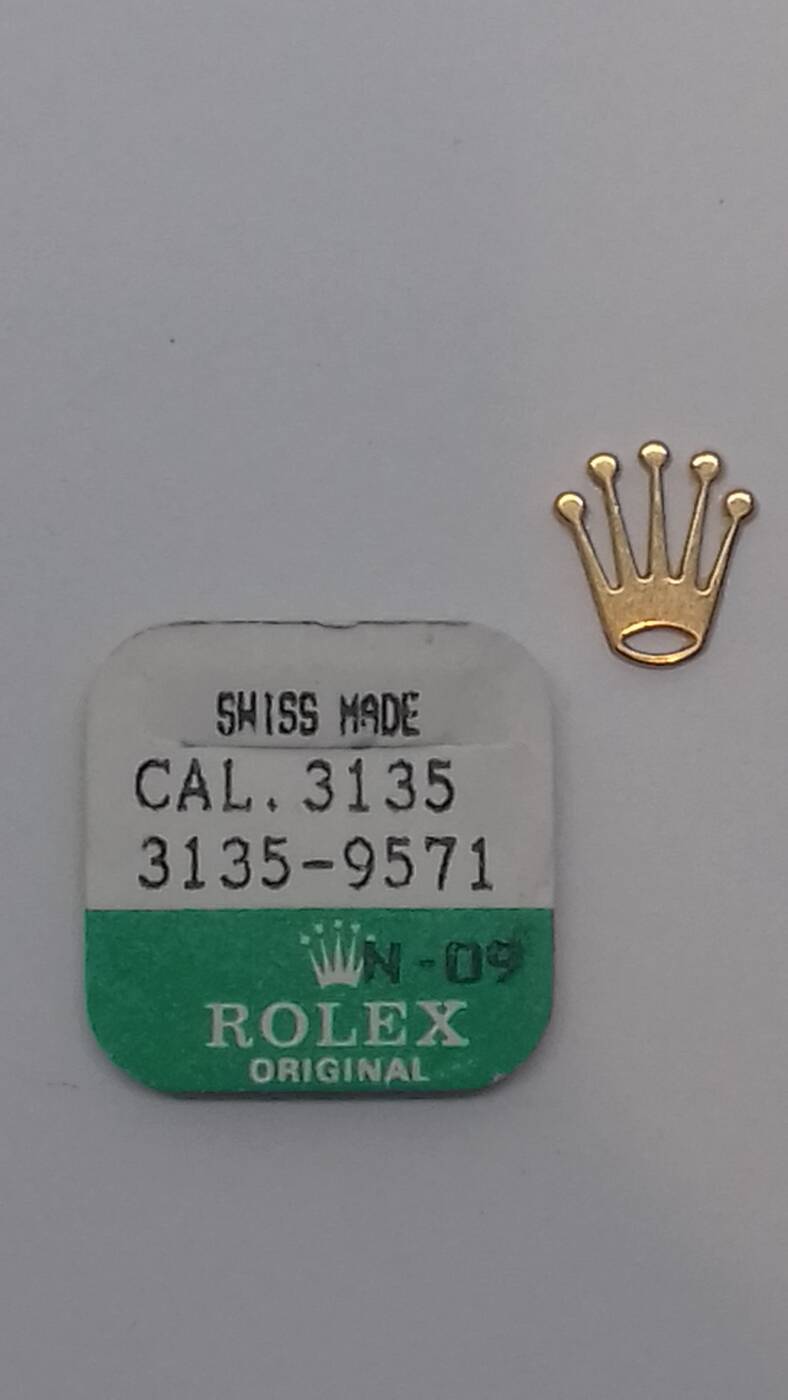 SWISS MADE
CAL. 3135
3135-9571
N-09
ROLEX
ORIGINAL